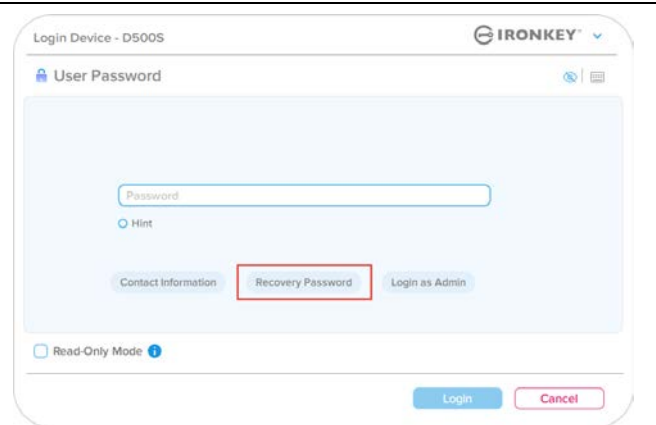 Login Device - D500S
IRONKEY
User Password
Password
Hint
Contact Information Recovery Password Login as Admin
Read-Only Mode
Login Cancel